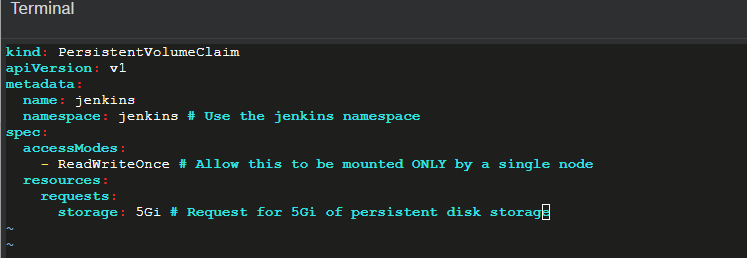 Terminal
kind: PersistentVolumeClaim
apiVersion: v1
metadata:
  name: jenkins
  namespace: jenkins # Use the jenkins namespace
spec:
  accessModes:
    - ReadWriteOnce # Allow this to be mounted ONLY by a single node
  resources:
    requests:
      storage: 5Gi # Request for 5Gi of persistent disk storage
~
~